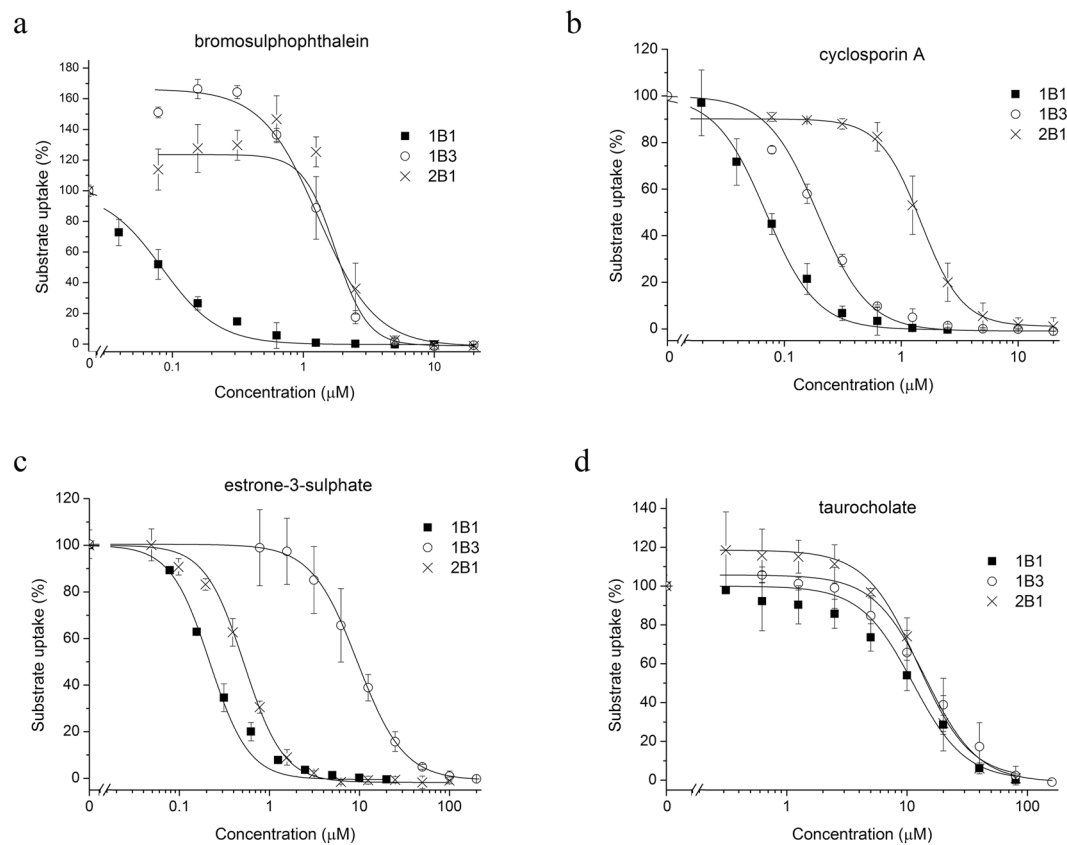 a
bromosulphophthalein
180
160
140
120
100
80
60
40
20
0
Substrate uptake (%)
1B1
1B3
2B1
0 0.1 1 10
Concentration (μM)
b
cyclosporin A
120
100
80
60
40
20
0
Substrate uptake (%)
1B1
1B3
2B1
0 0.1 1 10
Concentration (μM)
c
estrone-3-sulphate
120
100
80
60
40
20
0
Substrate uptake (%)
1B1
1B3
2B1
0 0.1 1 10 100
Concentration (μM)
d
taurocholate
140
120
100
80
60
40
20
0
Substrate uptake (%)
1B1
1B3
2B1
0 1 10 100
Concentration (μM)